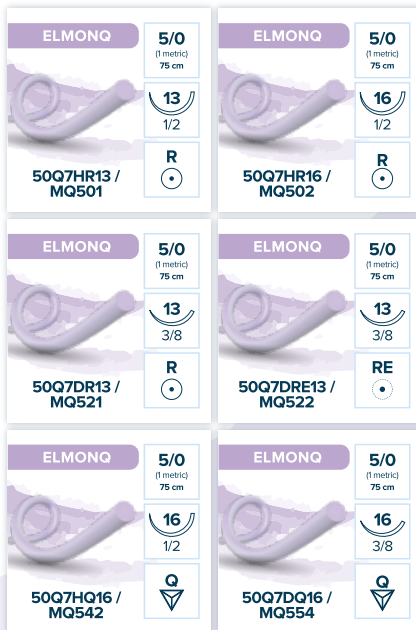 ELMONQ
5/0
(1 metric)
75 cm
13
1/2
R
50Q7HR13 /
MQ501
ELMONQ
5/0
(1 metric)
75 cm
16
1/2
R
50Q7HR16 /
MQ502
ELMONQ
5/0
(1 metric)
75 cm
13
3/8
R
50Q7DR13 /
MQ521
ELMONQ
5/0
(1 metric)
75 cm
13
3/8
RE
50Q7DRE13 /
MQ522
ELMONQ
5/0
(1 metric)
75 cm
16
1/2
Q
50Q7HQ16 /
MQ542
ELMONQ
5/0
(1 metric)
75 cm
16
3/8
Q
50Q7DQ16 /
MQ554